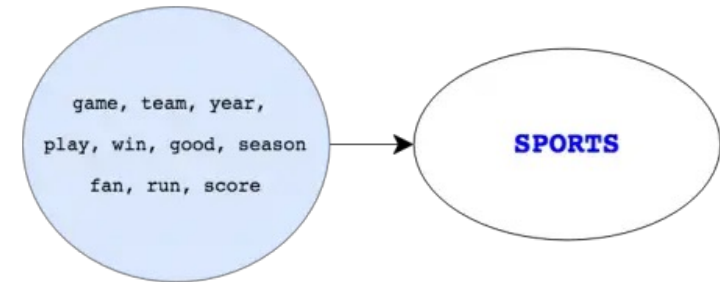 game, team, year,
play, win, good, season
fan, run, score
SPORTS